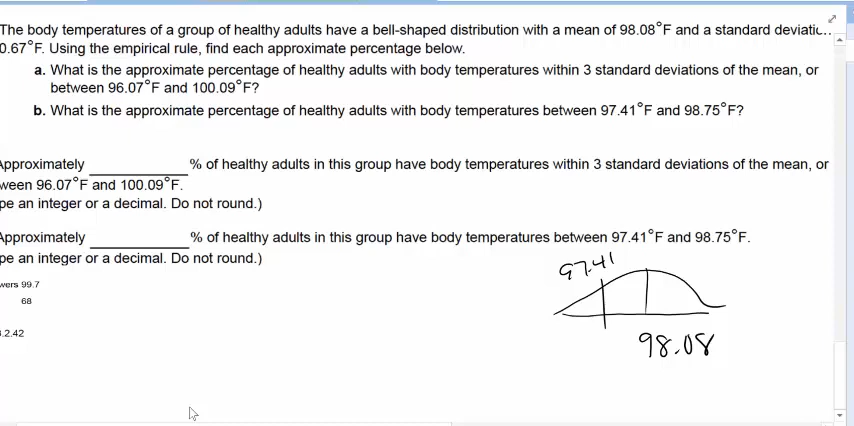 The body temperatures of a group of healthy adults have a bell-shaped distribution with a mean of 98.08°F and a standard deviatic
0.67°F. Using the empirical rule, find each approximate percentage below.
a. What is the approximate percentage of healthy adults with body temperatures within 3 standard deviations of the mean, or
between 96.07°F and 100.09°F?
b. What is the approximate percentage of healthy adults with body temperatures between 97.41°F and 98.75°F?
Approximately ____________ % of healthy adults in this group have body temperatures within 3 standard deviations of the mean, or
ween 96.07°F and 100.09°F.
pe an integer or a decimal. Do not round.)
Approximately ____________ % of healthy adults in this group have body temperatures between 97.41°F and 98.75°F.
pe an integer or a decimal. Do not round.)
wers 99.7
68
.2.42
97.41
98.08